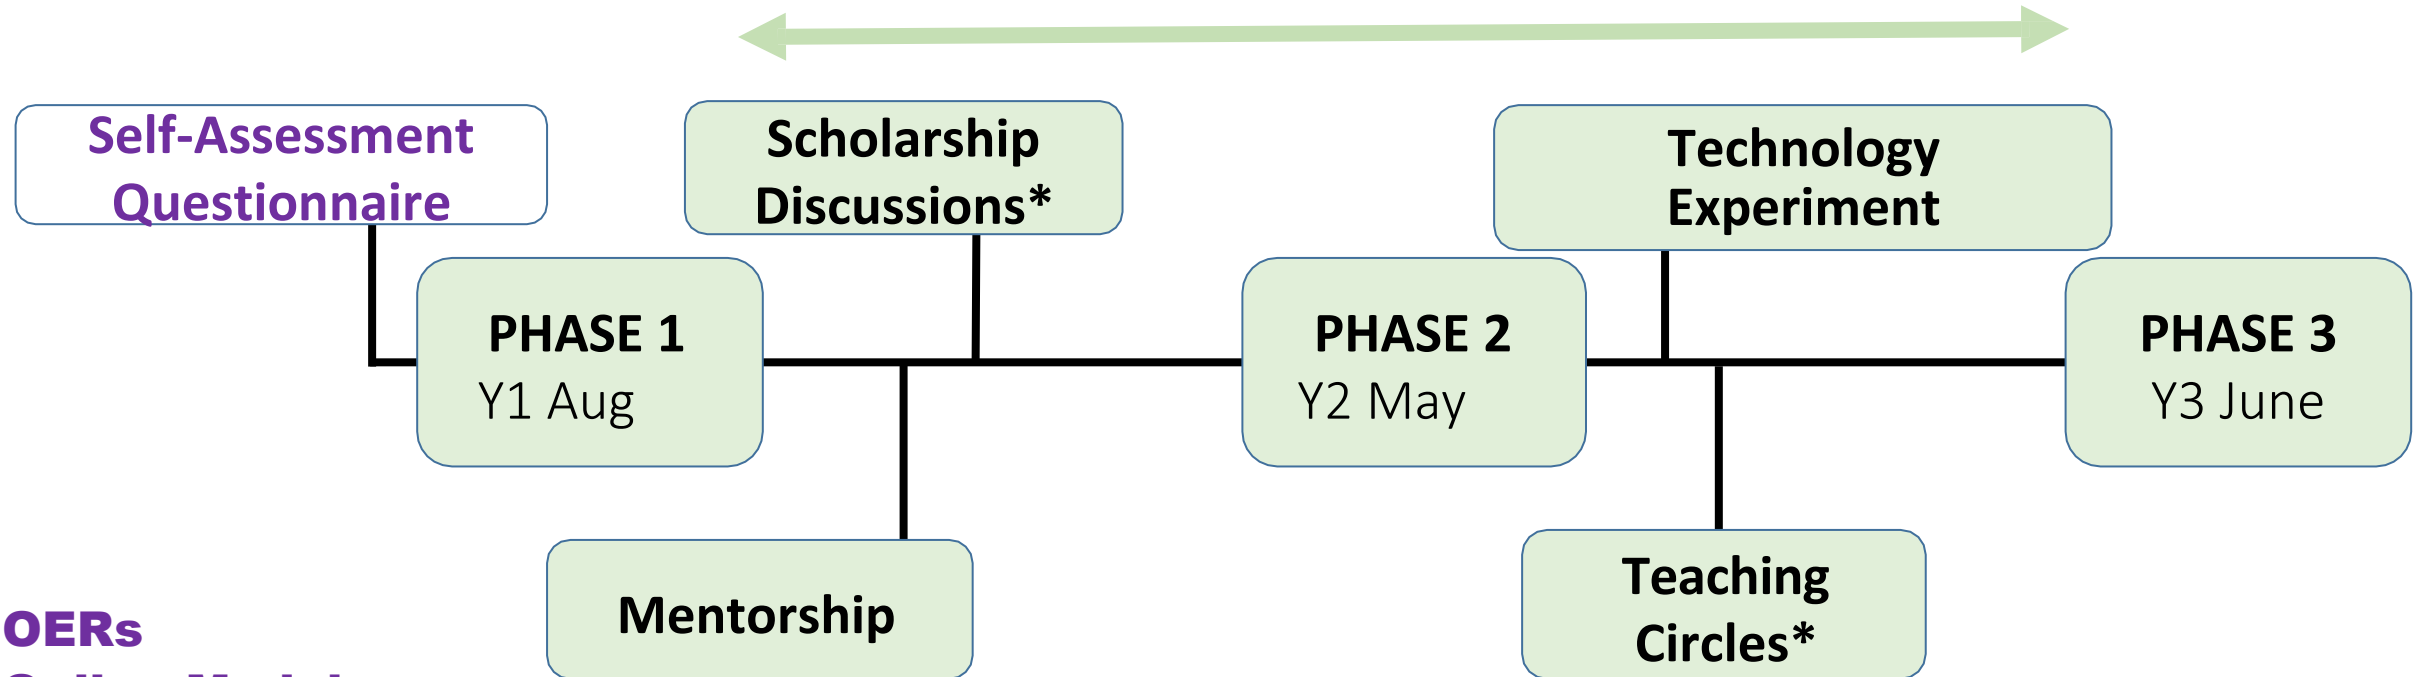 Self-Assessment
Questionnaire
Scholarship
Discussions*
Technology
Experiment
PHASE 1
Y1 Aug
PHASE 2
Y2 May
PHASE 3
Y3 June
Mentorship
Teaching
Circles*
OERs